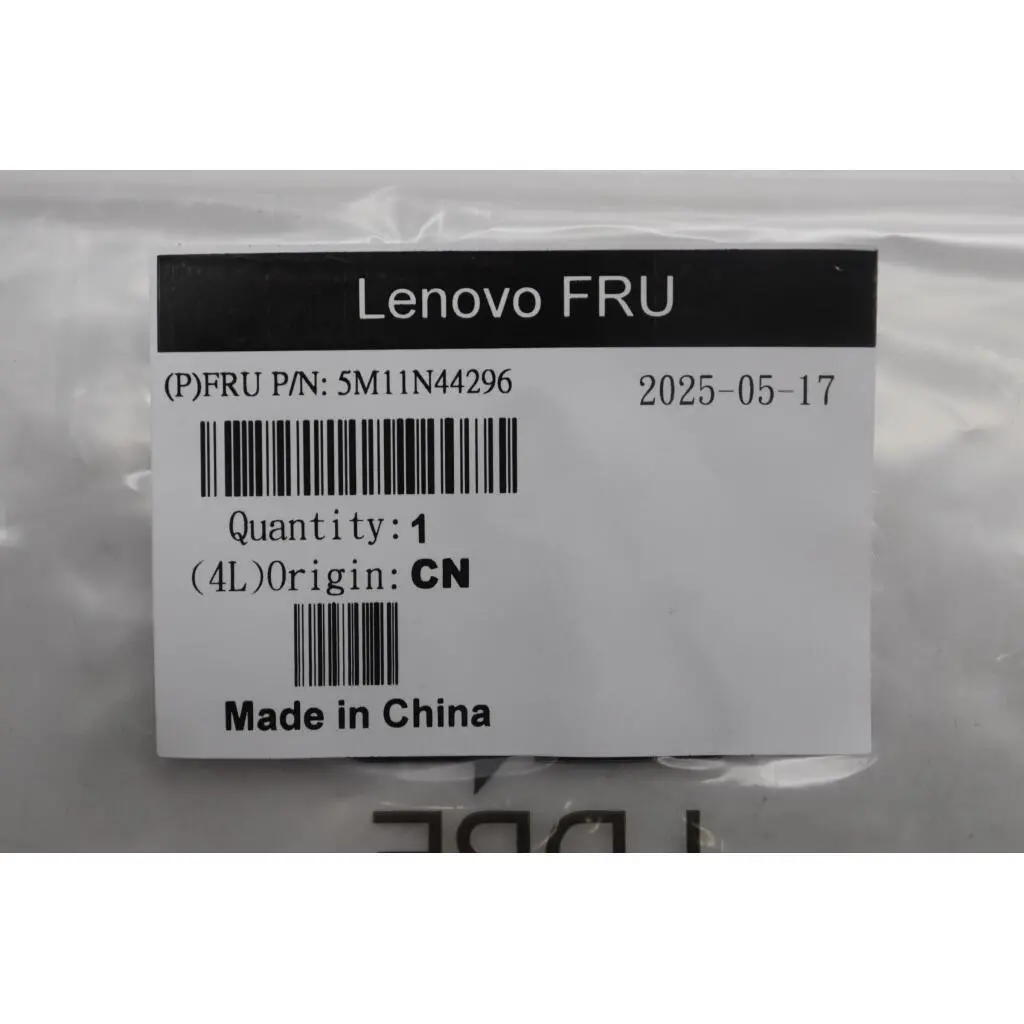 Lenovo FRU
(P)FRU P/N: 5M11N44296
2025-05-17
Quantity: 1
(4L)Origin: CN
Made in China